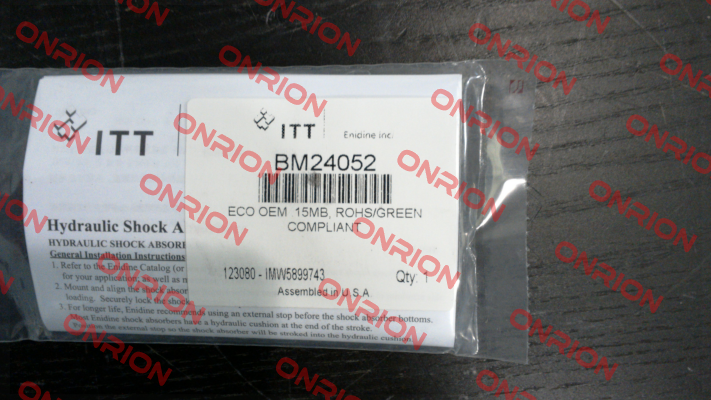 ITT
Enidine Inc.
BM24052
ECO OEM .15MB, ROHS/GREEN
COMPLIANT
123080 - IMW5899743 Qty. 1
Assembled in U.S.A
ITT
Hydraulic Shock A
HYDRAULIC SHOCK ABSORB
General Installation Instructions
1. Refer to the Enidine Catalog (or
for your application, as well as
2. Mount and align the shock absor
loading. Securely lock the shock
3. For longer life, Enidine recommends using an external stop before the shock absorber bottoms.
Most Enidine shock absorbers have a hydraulic cushion at the end of the stroke.
the external stop so the shock absorber will be stroked into the hydraulic cushion
ONRION